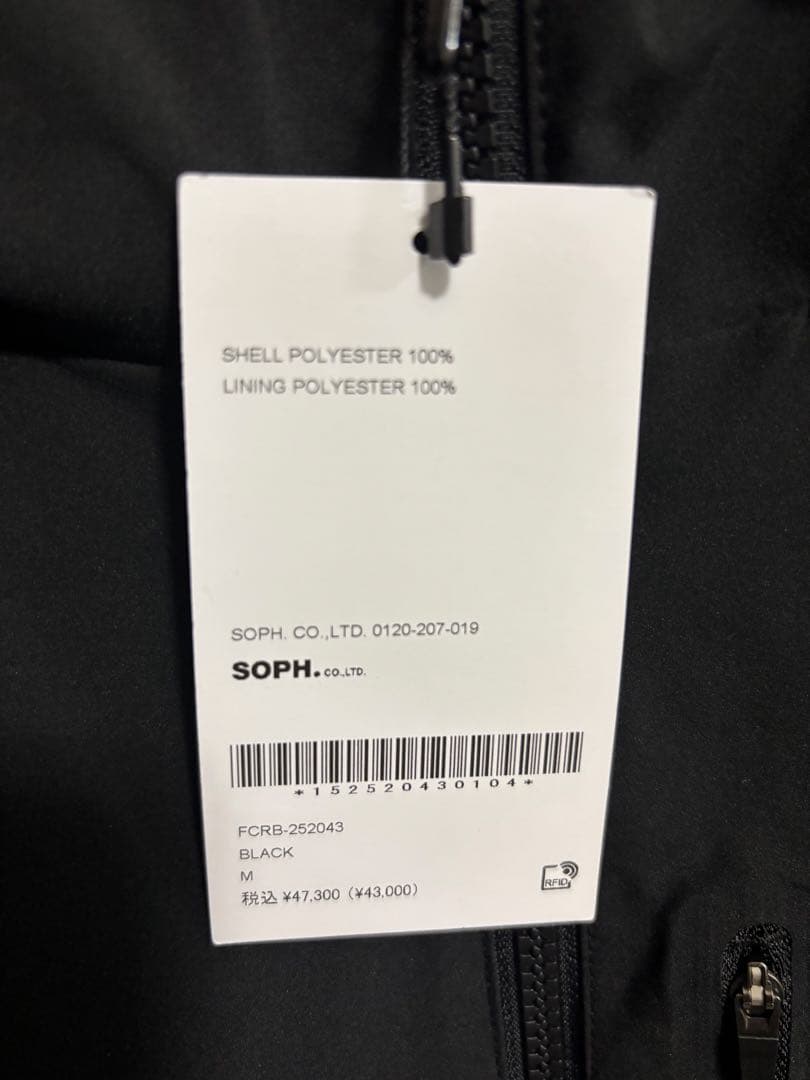 SHELL POLYESTER 100%
LINING POLYESTER 100%
SOPH. CO.,LTD. 0120-207-019
SOPH. CO.,LTD.
*152520430104*
FCRB-252043
BLACK
M
RFID
税込 ¥47,300（¥43,000）